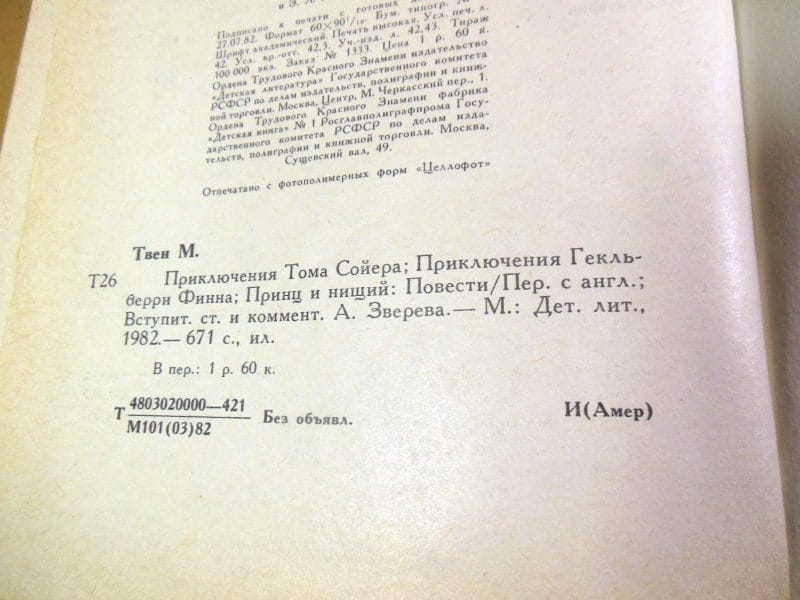 и Э. Л.
Подписано к печати с готовых
27.07.82. Формат 60×90¹/₁₆. Бум. типогр. №
Шрифт академический. Печать высокая. Усл. печ. л.
42. Усл. кр.-отт. 42,5. Уч.-изд. л. 42,43. Тираж
100 000 экз. Заказ № 1333. Цена 1 р. 60 к.
Ордена Трудового Красного Знамени издательство
«Детская литература» Государственного комитета
РСФСР по делам издательств, полиграфии и книж-
ной торговли. Москва, Центр, М. Черкасский пер., 1.
Ордена Трудового Красного Знамени фабрика
«Детская книга» № 1 Росглавполиграфпрома Госу-
дарственного комитета РСФСР по делам изда-
тельств, полиграфии и книжной торговли. Москва,
Сущевский вал, 49.
Отпечатано с фотополимерных форм «Целлофот»
Твен М.
Т26 Приключения Тома Сойера; Приключения Гекль-
берри Финна; Принц и нищий: Повести/Пер. с англ.;
Вступит. ст. и коммент. А. Зверева.— М.: Дет. лит.,
1982.— 671 с., ил.
В пер.: 1 р. 60 к.
Т 4803020000—421
М101(03)82
Без объявл.
И(Амер)